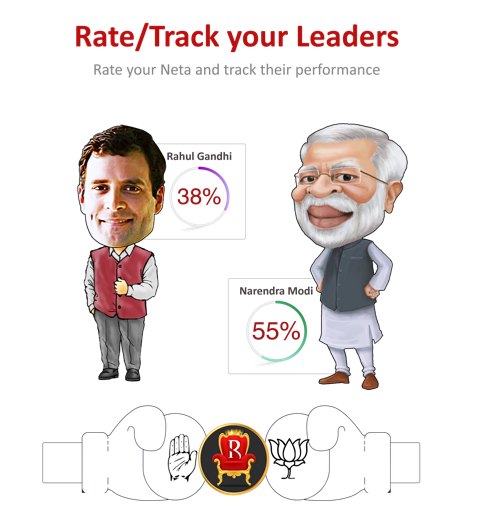 Rate/Track your Leaders
Rate your Neta and track their performance
Rahul Gandhi
38%
Narendra Modi
55%
R